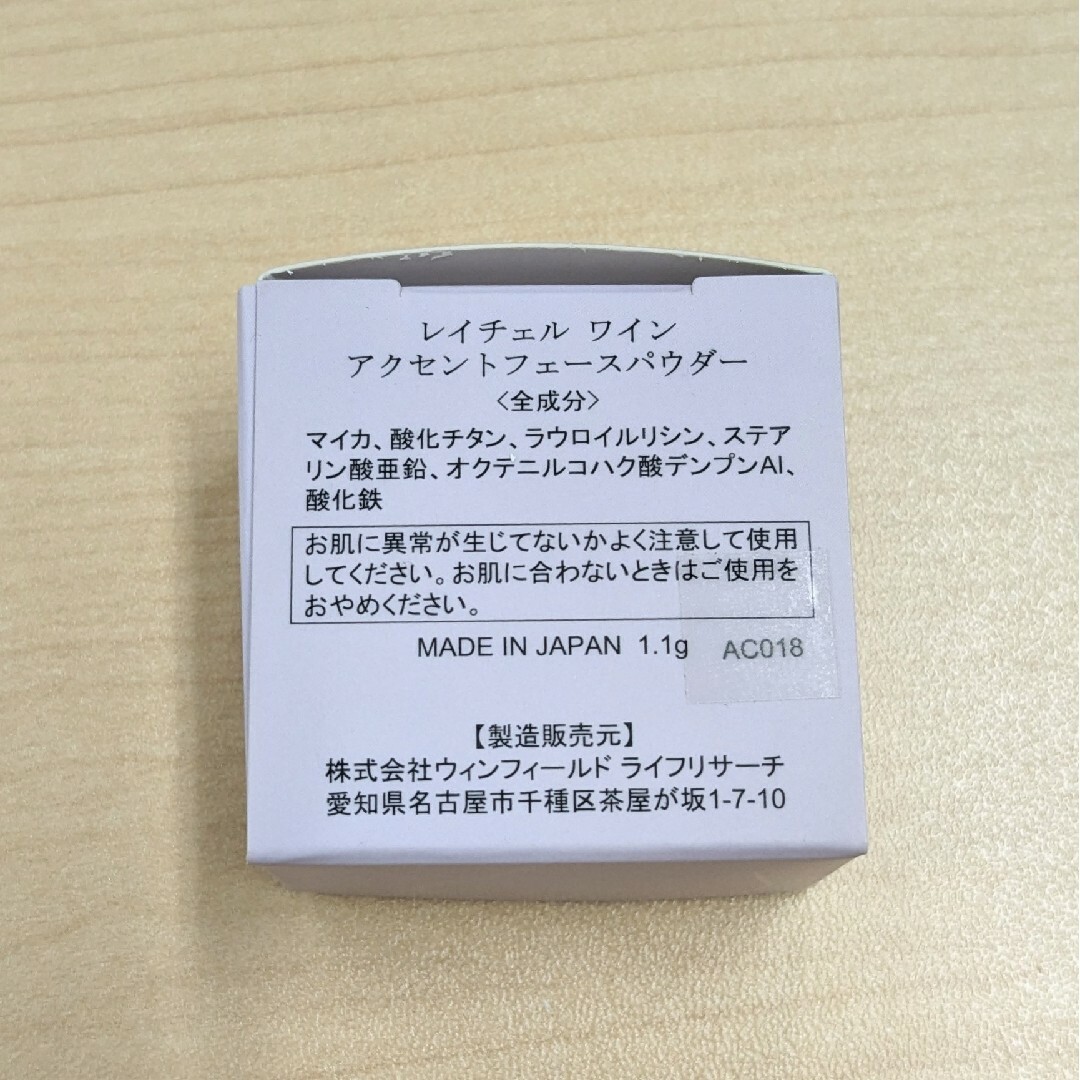 レイチェル ワイン
アクセントフェースパウダー
〈全成分〉
マイカ、酸化チタン、ラウロイルリシン、ステア
リン酸亜鉛、オクテニルコハク酸デンプンAl、
酸化鉄
お肌に異常が生じてないかよく注意して使用
してください。お肌に合わないときはご使用を
おやめください。
MADE IN JAPAN 1.1g AC018
【製造販売元】
株式会社ウィンフィールド ライフリサーチ
愛知県名古屋市千種区茶屋が坂1-7-10